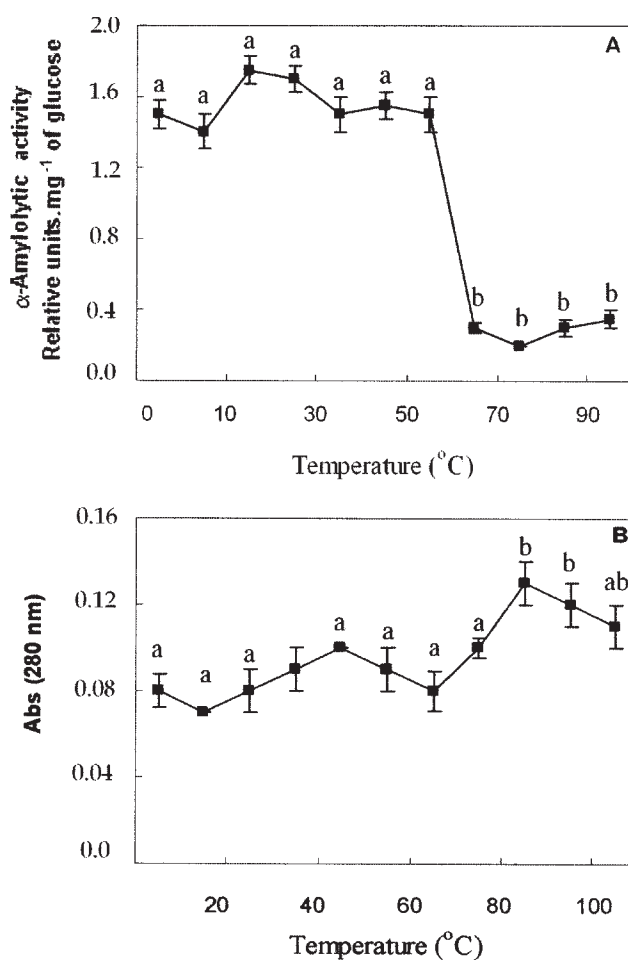 A
α-Amylolytic activity
Relative units.mg⁻¹ of glucose
2.0
1.6
1.2
0.8
0.4
0.0
a a a a a a a b b b b
0 10 30 50 70 90
Temperature (°C)
B
Abs (280 nm)
0.16
0.12
0.08
0.04
0.0
a a a a a a a b b ab
20 40 60 80 100
Temperature (°C)